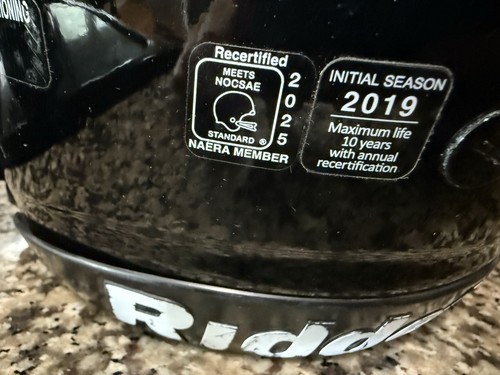 Recertified
MEETS
NOCSAE
STANDARD ®
NAERA MEMBER
2
0
2
5
INITIAL SEASON
2019
Maximum life
10 years
with annual
recertification